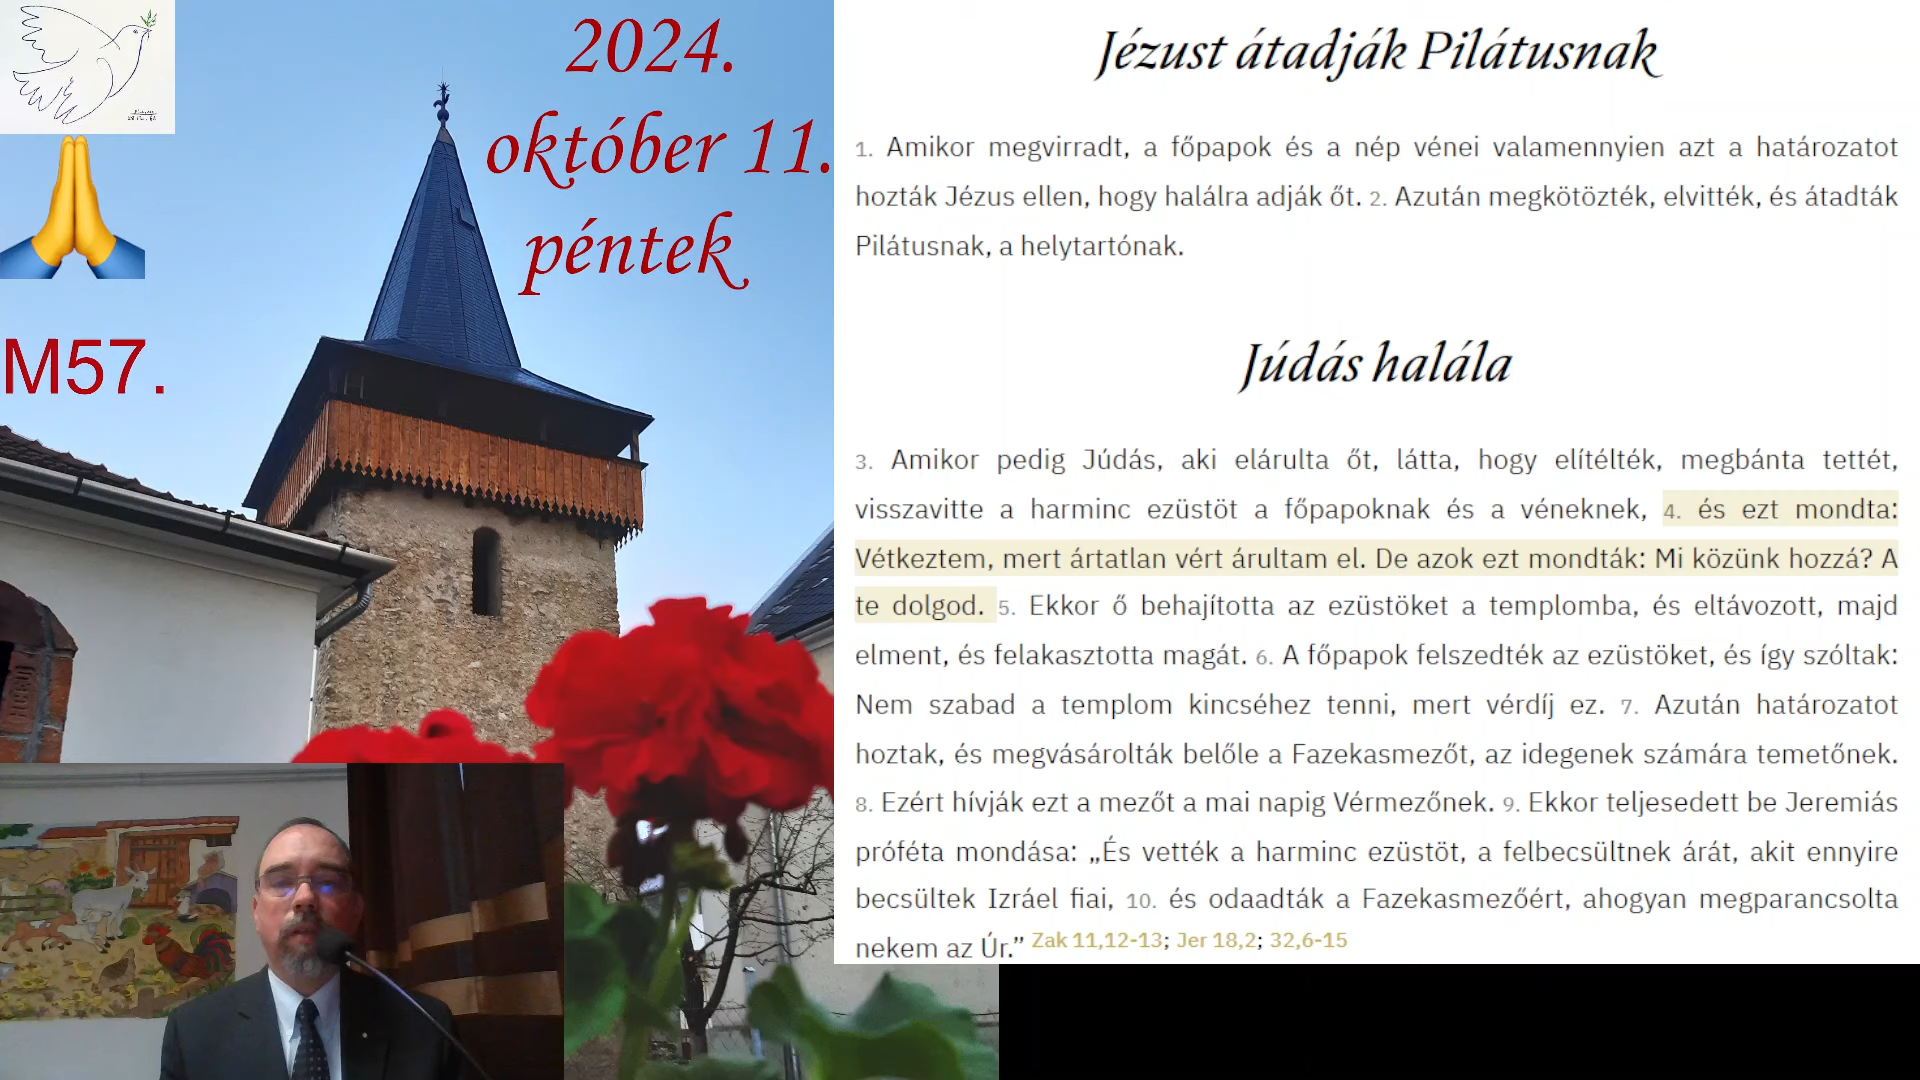 2024.
október 11.
péntek
M57.
Jézust átadják Pilátusnak
1. Amikor megvirradt, a főpapok és a nép vénei valamennyien azt a határozatot
hozták Jézus ellen, hogy halálra adják őt. 2. Azután megkötözték, elvitték, és átadták
Pilátusnak, a helytartónak.
Júdás halála
3. Amikor pedig Júdás, aki elárulta őt, látta, hogy elítélték, megbánta tettét,
visszavitte a harminc ezüstöt a főpapoknak és a véneknek, 4. és ezt mondta:
Vétkeztem, mert ártatlan vért árultam el. De azok ezt mondták: Mi közünk hozzá? A
te dolgod. 5. Ekkor ő behajította az ezüstöket a templomba, és eltávozott, majd
elment, és felakasztotta magát. 6. A főpapok felszedték az ezüstöket, és így szóltak:
Nem szabad a templom kincséhez tenni, mert vérdíj ez. 7. Azután határozatot
hoztak, és megvásárolták belőle a Fazekasmezőt, az idegenek számára temetőnek.
8. Ezért hívják ezt a mezőt a mai napig Vérmezőnek. 9. Ekkor teljesedett be Jeremiás
próféta mondása: „És vették a harminc ezüstöt, a felbecsültnek árát, akit ennyire
becsültek Izráel fiai, 10. és odaadták a Fazekasmezőért, ahogyan megparancsolta
nekem az Úr.” Zak 11,12-13; Jer 18,2; 32,6-15